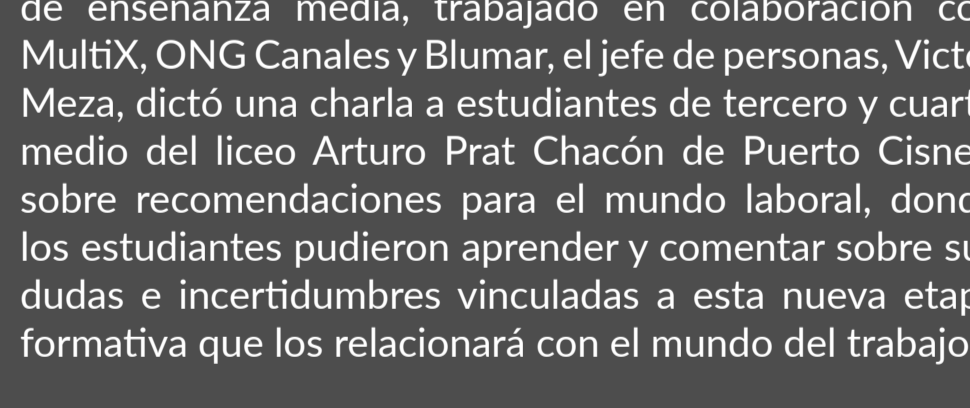 de enseñanza media, trabajado en colaboración co
MultiX, ONG Canales y Blumar, el jefe de personas, Victo
Meza, dictó una charla a estudiantes de tercero y cuart
medio del liceo Arturo Prat Chacón de Puerto Cisne
sobre recomendaciones para el mundo laboral, dond
los estudiantes pudieron aprender y comentar sobre su
dudas e incertidumbres vinculadas a esta nueva etap
formativa que los relacionará con el mundo del trabajo